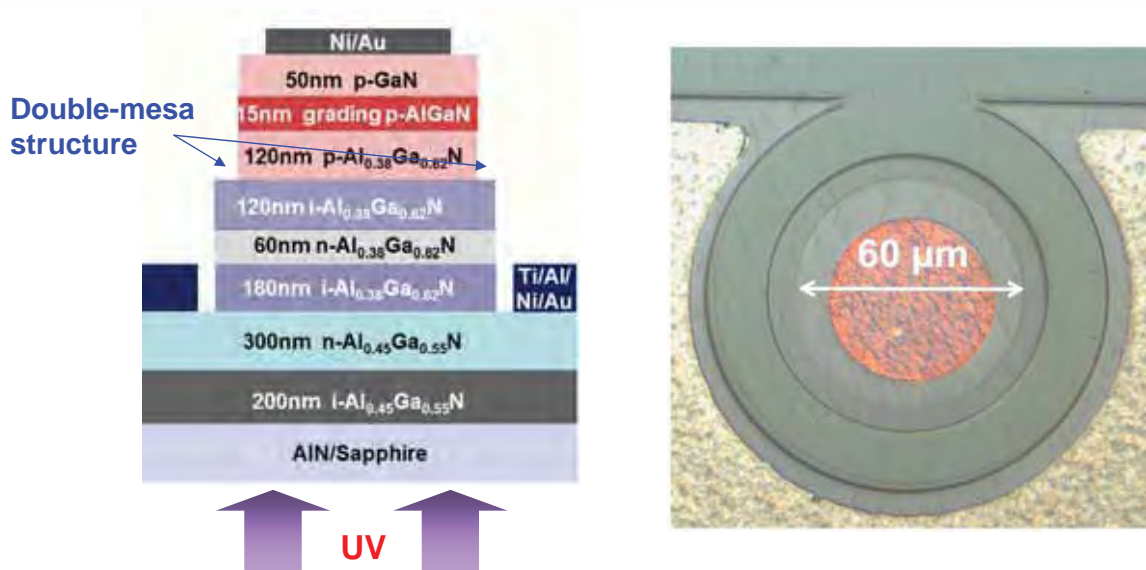 Ni/Au
50nm p-GaN
15nm grading p-AlGaN
120nm p-Al₀.₃₈Ga₀.₆₂N
Double-mesa
structure
120nm i-Al₀.₃₈Ga₀.₆₂N
60nm n-Al₀.₃₈Ga₀.₆₂N
180nm i-Al₀.₃₈Ga₀.₆₂N
Ti/Al/
Ni/Au
300nm n-Al₀.₄₅Ga₀.₅₅N
200nm i-Al₀.₄₅Ga₀.₅₅N
AlN/Sapphire
UV
60 μm